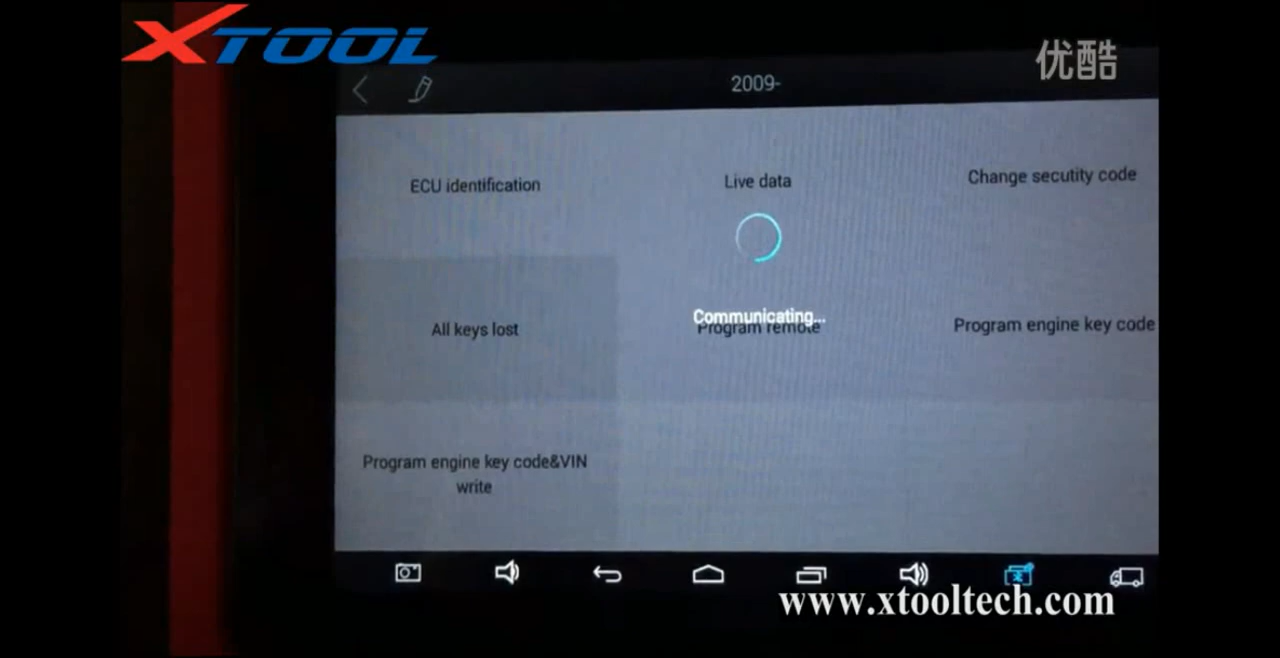 XTOOL
优酷
2009-
ECU identification
Live data
Change secutity code
All keys lost
Communicating...
Program remote
Program engine key code
Program engine key code&VIN
write
www.xtooltech.com